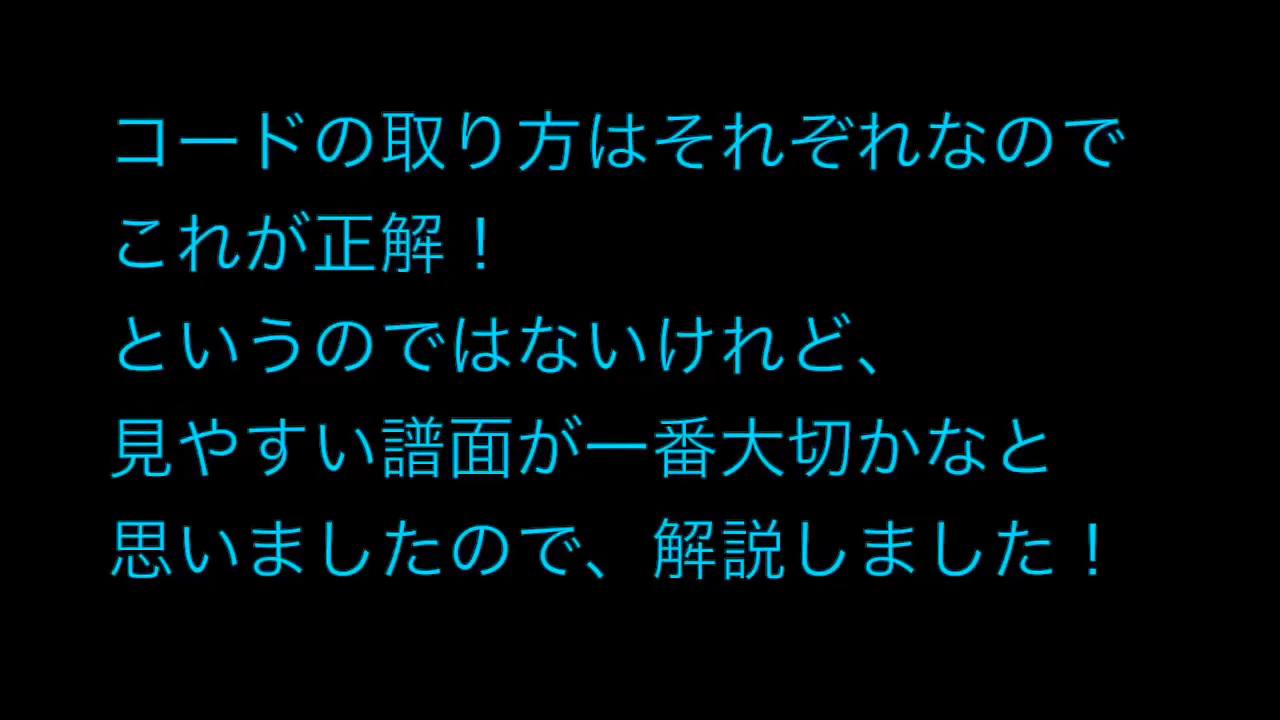 コードの取り方はそれぞれなので
これが正解！
というのではないけれど、
見やすい譜面が一番大切かなと
思いましたので、解説しました！